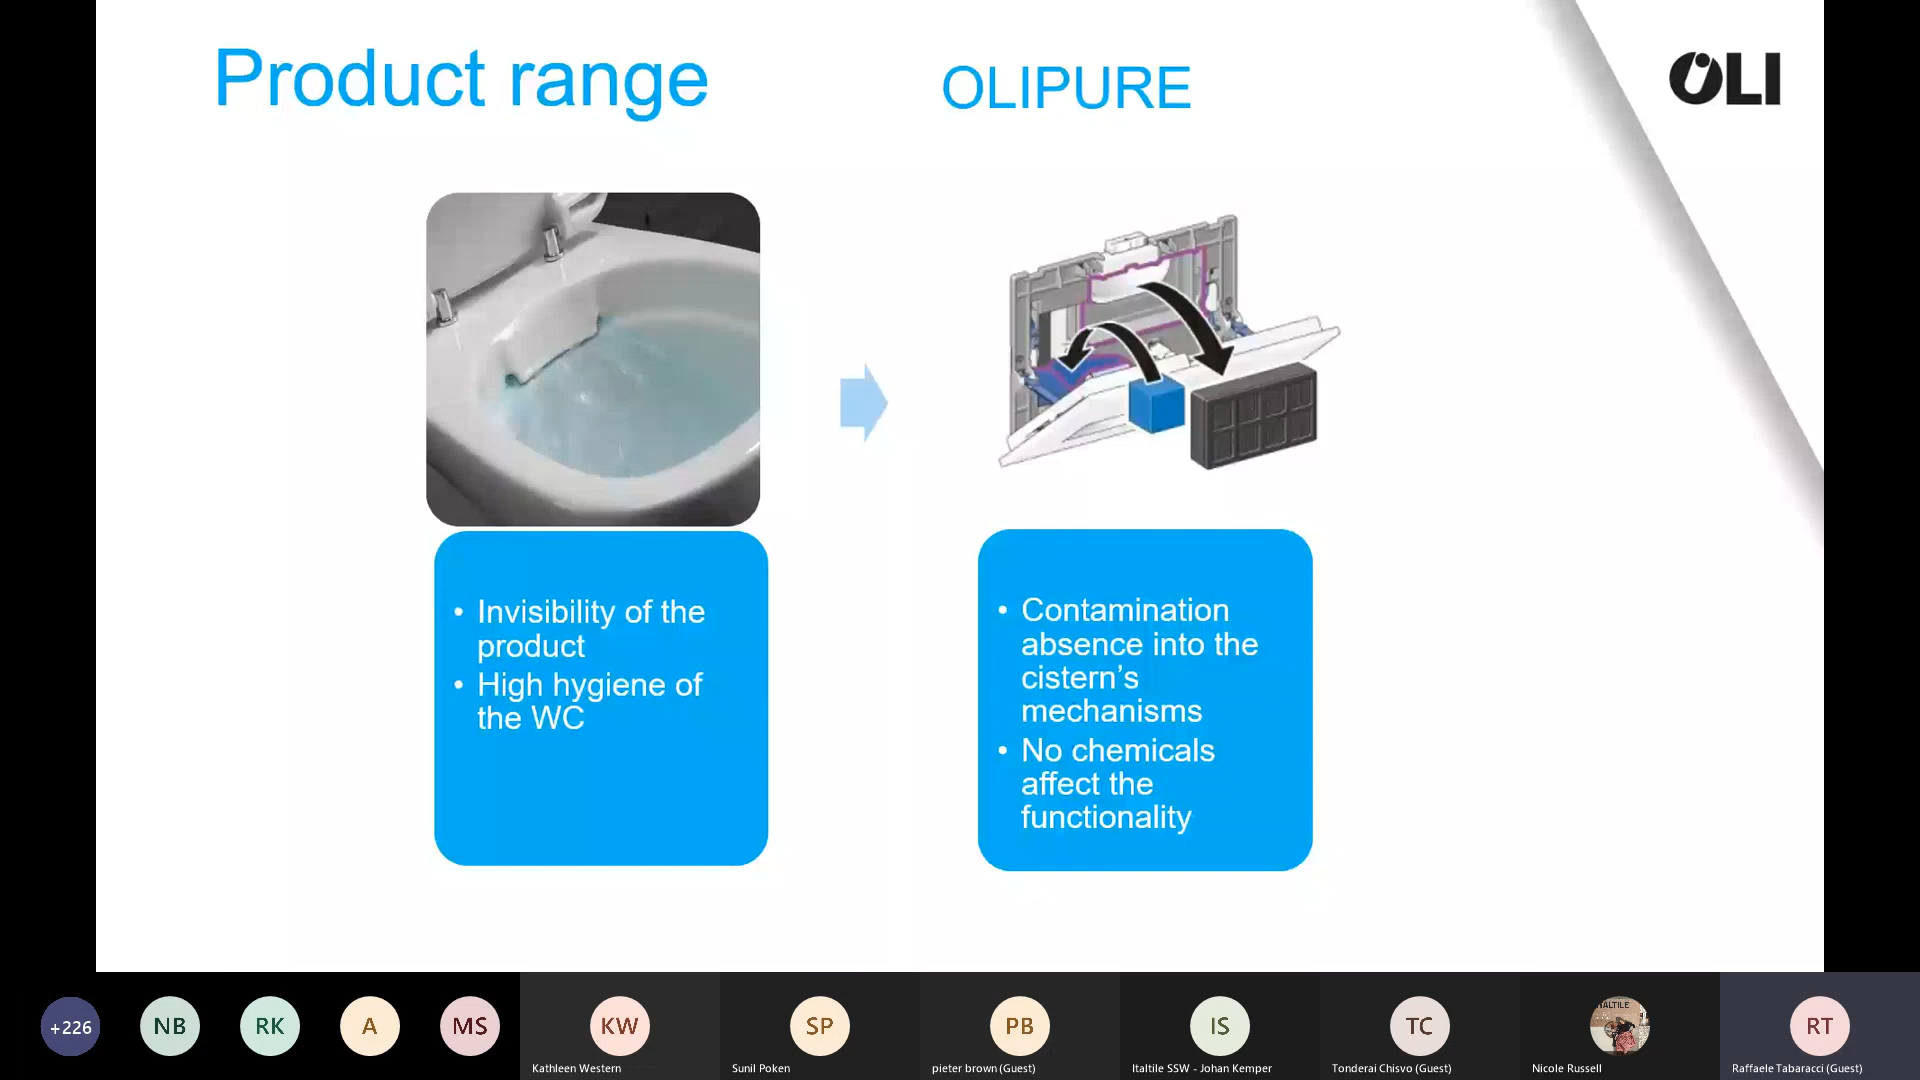 Product range
OLIPURE
OLI
• Invisibility of the
product
• High hygiene of
the WC
• Contamination
absence into the
cistern’s
mechanisms
• No chemicals
affect the
functionality
+226
NB
RK
A
MS
KW
Kathleen Western
SP
Sunil Poken
PB
pieter brown (Guest)
IS
Italtile SSW - Johan Kemper
TC
Tonderai Chisvo (Guest)
Nicole Russell
RT
Raffaele Tabaracci (Guest)